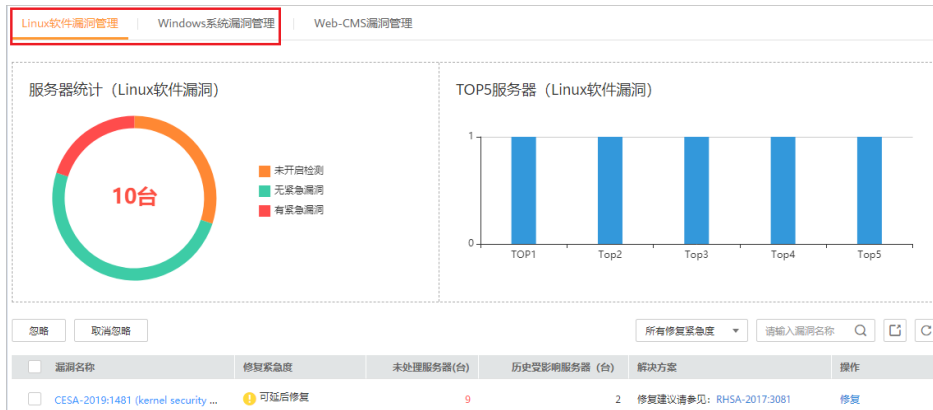 Linux软件漏洞管理 Windows系统漏洞管理 Web-CMS漏洞管理
服务器统计（Linux软件漏洞） TOP5服务器（Linux软件漏洞）
10台
未开启检测
无紧急漏洞
有紧急漏洞
1
0
TOP1 Top2 Top3 Top4 Top5
忽略 取消忽略 所有修复紧急度 请输入漏洞名称
漏洞名称 修复紧急度 未处理服务器(台) 历史受影响服务器（台) 解决方案 操作
CESA-2019:1481 (kernel security ... 可延后修复 9 2 修复建议请参见：RHSA-2017:3081 修复